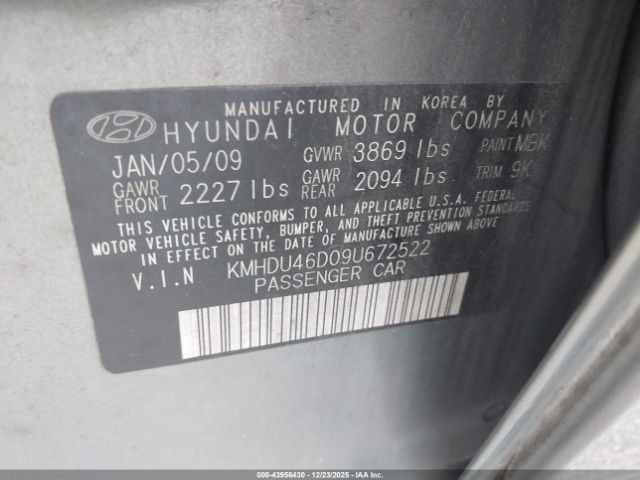 MANUFACTURED IN KOREA BY
HYUNDAI MOTOR COMPANY
JAN/05/09 GVWR 3869 lbs PAINT MBK
GAWR FRONT 2227 lbs GAWR REAR 2094 lbs TRIM 9K
THIS VEHICLE CONFORMS TO ALL APPLICABLE U.S.A. FEDERAL
MOTOR VEHICLE SAFETY, BUMPER, AND THEFT PREVENTION STANDARDS
IN EFFECT ON THE DATE OF MANUFACTURE SHOWN ABOVE.
V.I.N KMHDU46D09U672522
PASSENGER CAR
000-43956430 - 12/23/2025 - COPYRIGHT © 2025 IAA, LLC.